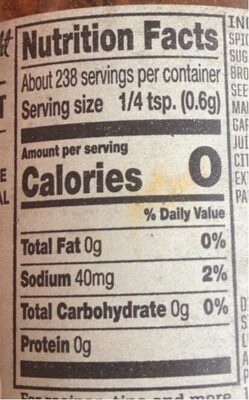 Nutrition Facts
About 238 servings per container
Serving size 1/4 tsp. (0.6g)
Amount per serving
Calories 0
% Daily Value
Total Fat 0g 0%
Sodium 40mg 2%
Total Carbohydrate 0g 0%
Protein 0g